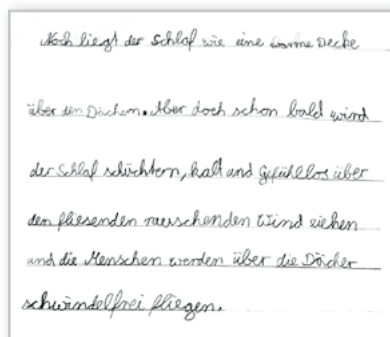 Noch liegt der Schlaf wie eine warme Decke
über den Dächern. Aber doch schon bald wird
der Schlaf schüchtern, kalt und Gefühllos über
den fliesenden rauschenden Wind ziehen
und die Menschen werden über die Dächer
schwindelfrei fliegen.